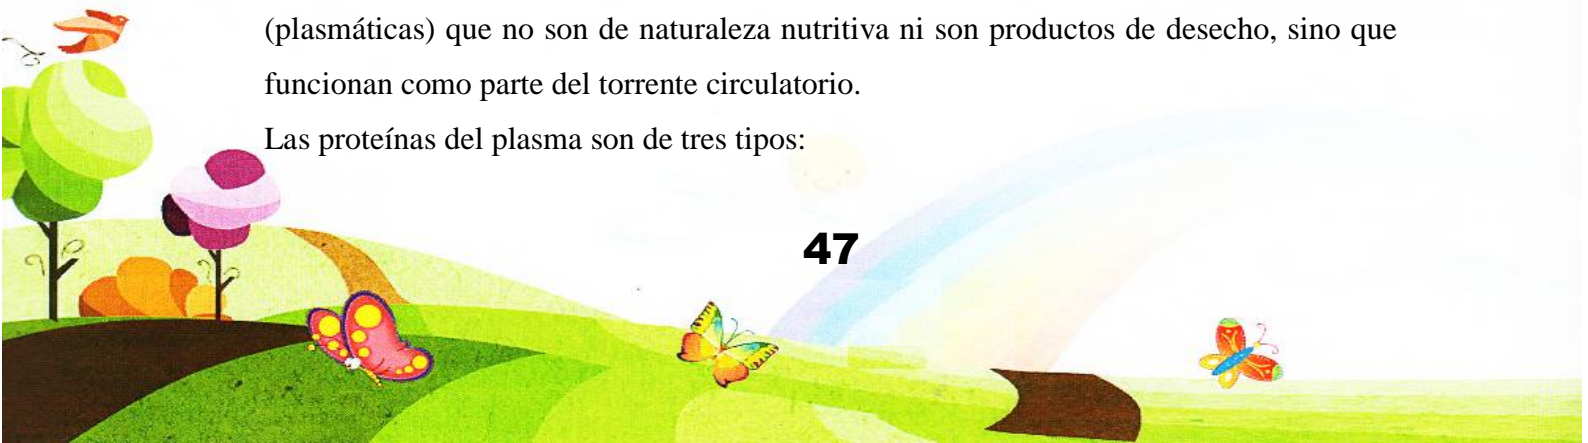 (plasmáticas) que no son de naturaleza nutritiva ni son productos de desecho, sino que
funcionan como parte del torrente circulatorio.
Las proteínas del plasma son de tres tipos:
47